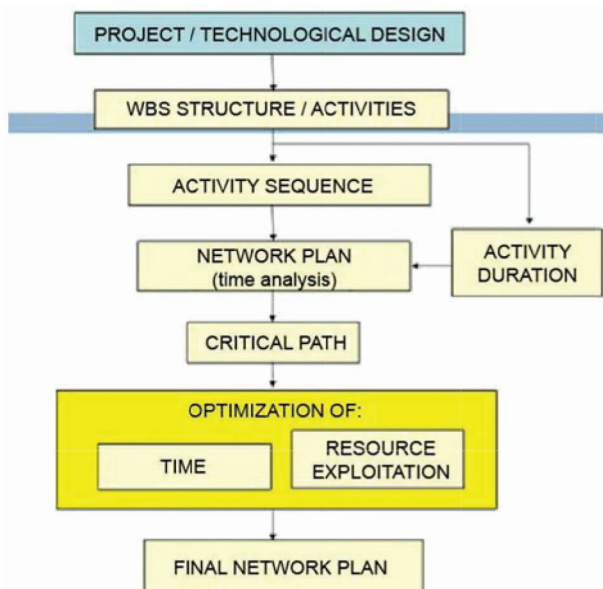 PROJECT / TECHNOLOGICAL DESIGN
WBS STRUCTURE / ACTIVITIES
ACTIVITY SEQUENCE
NETWORK PLAN
(time analysis)
ACTIVITY
DURATION
CRITICAL PATH
OPTIMIZATION OF:
TIME
RESOURCE
EXPLOITATION
FINAL NETWORK PLAN